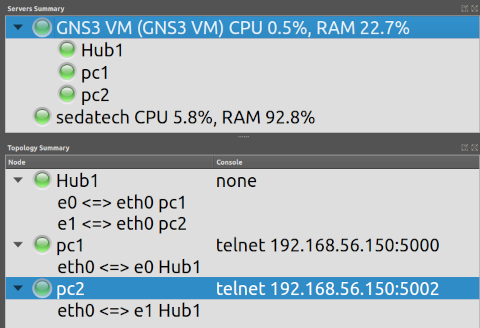 Servers Summary
GNS3 VM (GNS3 VM) CPU 0.5%, RAM 22.7%
Hub1
pc1
pc2
sedatech CPU 5.8%, RAM 92.8%
Topology Summary
Node Console
Hub1 none
e0 <=> eth0 pc1
e1 <=> eth0 pc2
pc1 telnet 192.168.56.150:5000
eth0 <=> e0 Hub1
pc2 telnet 192.168.56.150:5002
eth0 <=> e1 Hub1